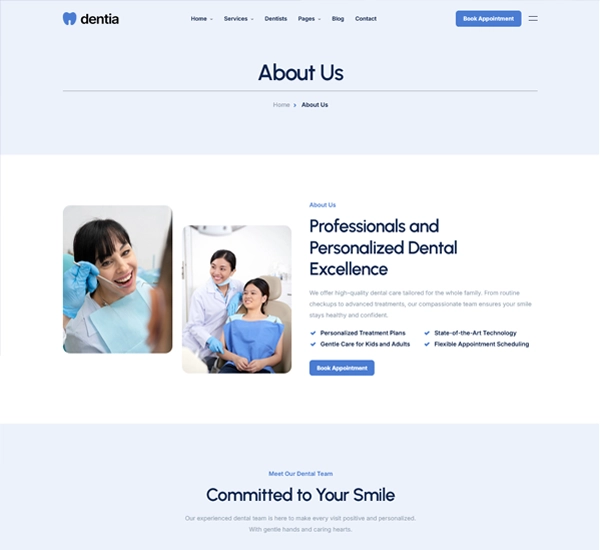 dentia
Home Services Dentists Pages Blog Contact
Book Appointment
About Us
Home > About Us
About Us
Professionals and
Personalized Dental
Excellence
We offer high-quality dental care tailored for the whole family. From routine
checkups to advanced treatments, our compassionate team ensures your smile
stays healthy and confident.
Personalized Treatment Plans State-of-the-Art Technology
Gentle Care for Kids and Adults Flexible Appointment Scheduling
Book Appointment
Meet Our Dental Team
Committed to Your Smile
Our experienced dental team is here to make every visit positive and personalized.
With gentle hands and caring hearts.